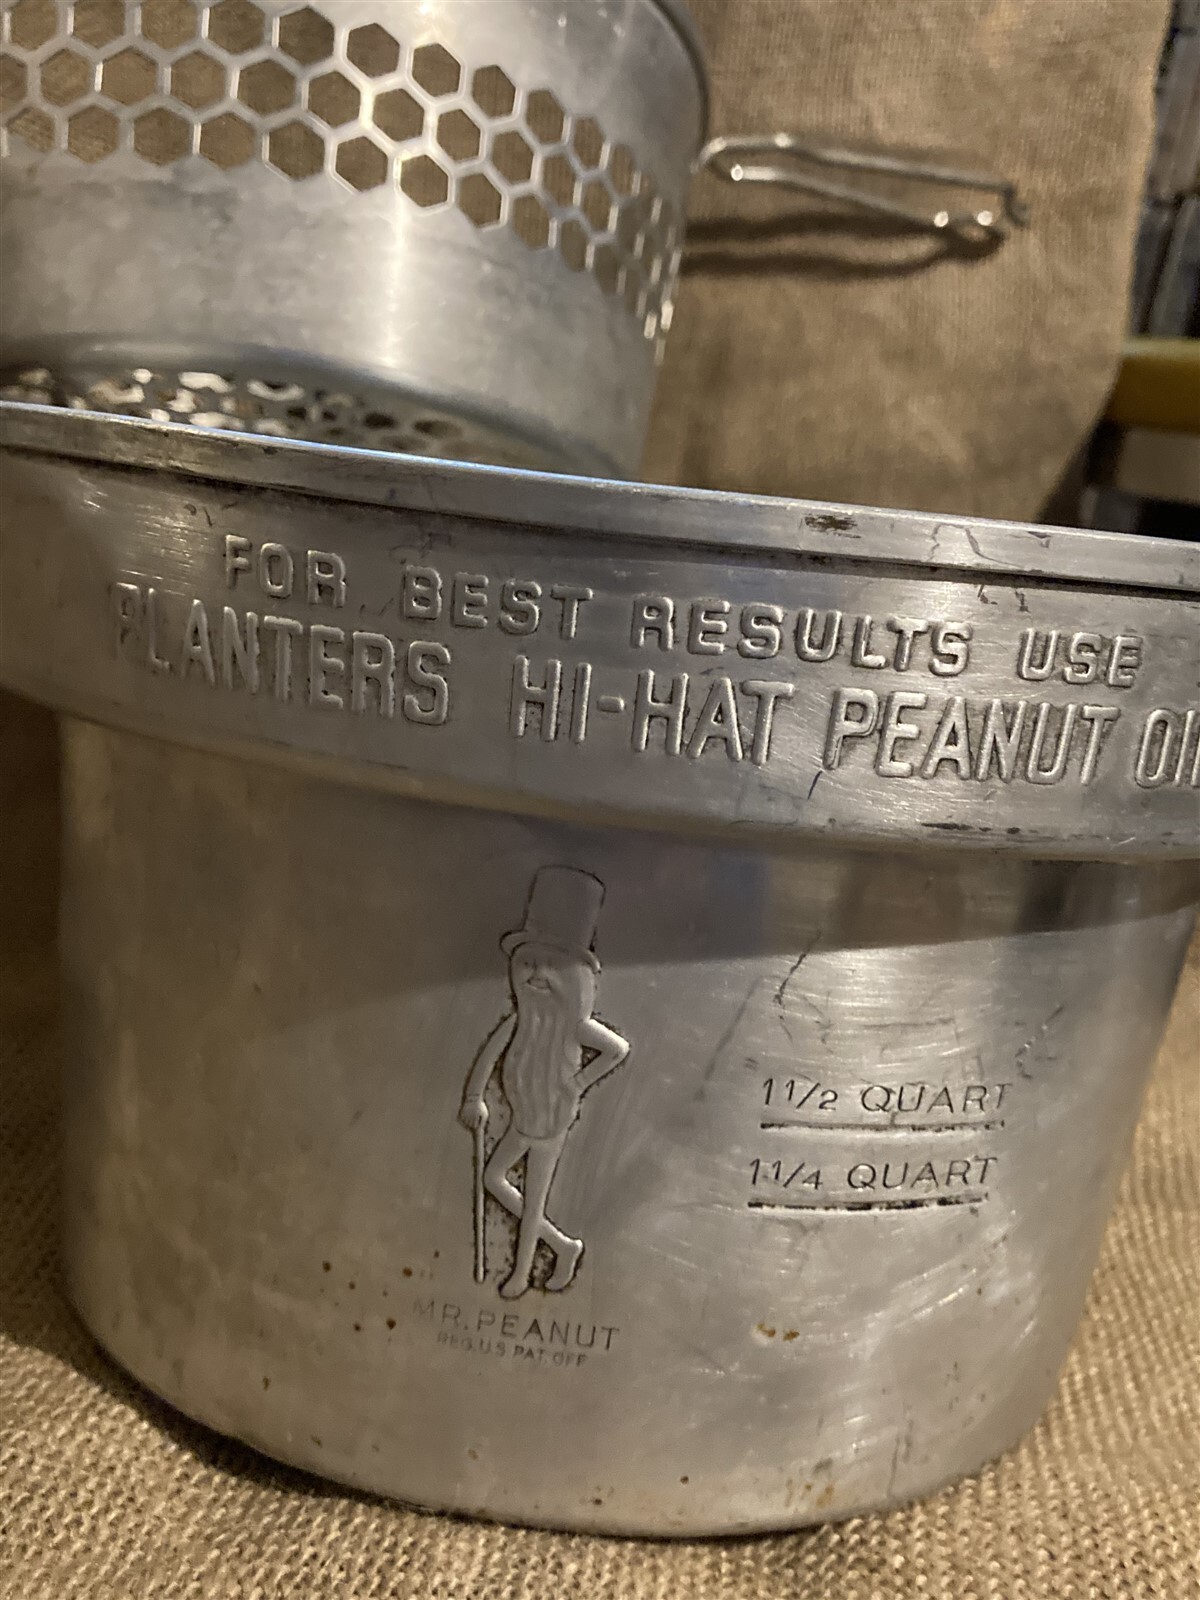 FOR BEST RESULTS USE
PLANTERS HI-HAT PEANUT OIL
1 1/2 QUART
1 1/4 QUART
MR. PEANUT
REG. U.S. PAT. OFF